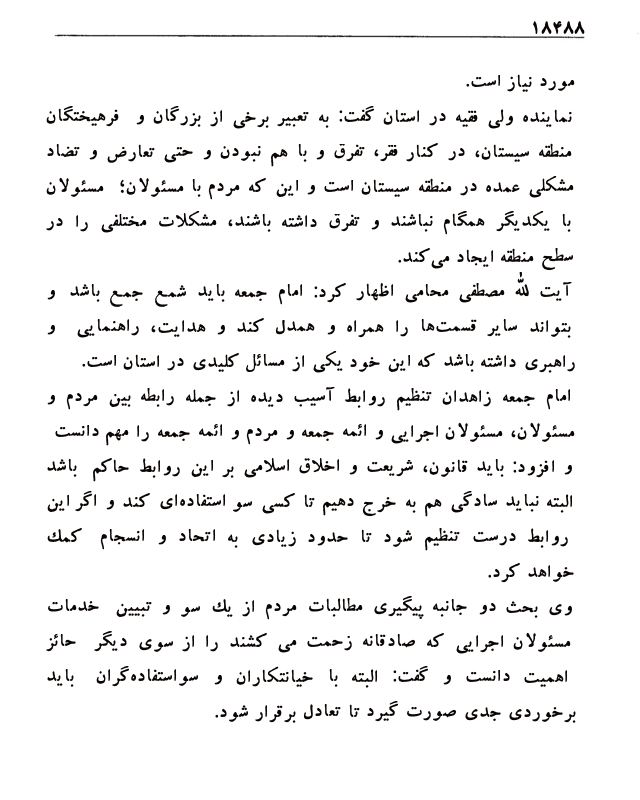 ۱۸۴۸۸
مورد نیاز است.
نماینده ولی فقیه در استان گفت: به تعبیر برخی از بزرگان و فرهیختگان
منطقه سیستان، در کنار فقر، تفرق و با هم نبودن و حتی تعارض و تضاد
مشکلی عمده در منطقه سیستان است و این که مردم با مسئولان؛ مسئولان
با یکدیگر همگام نباشند و تفرق داشته باشند، مشکلات مختلفی را در
سطح منطقه ایجاد می‌کند.
آیت لله مصطفی محامی اظهار کرد: امام جمعه باید شمع جمع باشد و
بتواند سایر قسمت‌ها را همراه و همدل کند و هدایت، راهنمایی و
راهبری داشته باشد که این خود یکی از مسائل کلیدی در استان است.
امام جمعه زاهدان تنظیم روابط آسیب دیده از جمله رابطه بین مردم و
مسئولان، مسئولان اجرایی و ائمه جمعه و مردم و ائمه جمعه را مهم دانست
و افزود: باید قانون، شریعت و اخلاق اسلامی بر این روابط حاکم باشد
البته نباید سادگی هم به خرج دهیم تا کسی سو استفاده‌ای کند و اگر این
روابط درست تنظیم شود تا حدود زیادی به اتحاد و انسجام کمك
خواهد کرد.
وی بحث دو جانبه پیگیری مطالبات مردم از یك سو و تبیین خدمات
مسئولان اجرایی که صادقانه زحمت می کشند را از سوی دیگر حائز
اهمیت دانست و گفت: البته با خیانتکاران و سواستفاده‌گران باید
برخوردی جدی صورت گیرد تا تعادل برقرار شود.